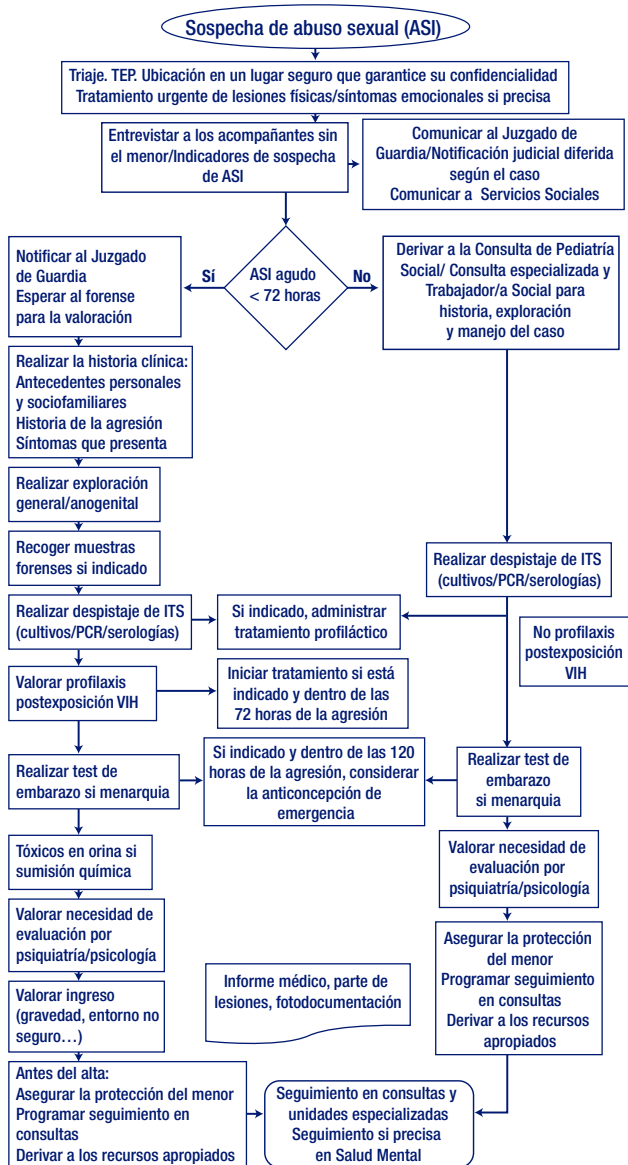 Sospecha de abuso sexual (ASI)
Triaje. TEP. Ubicación en un lugar seguro que garantice su confidencialidad
Tratamiento urgente de lesiones físicas/síntomas emocionales si precisa
Entrevistar a los acompañantes sin
el menor/Indicadores de sospecha
de ASI
Comunicar al Juzgado de
Guardia/Notificación judicial diferida
según el caso
Comunicar a Servicios Sociales
ASI agudo
< 72 horas
Sí
No
Notificar al Juzgado
de Guardia
Esperar al forense
para la valoración
Derivar a la Consulta de Pediatría
Social/ Consulta especializada y
Trabajador/a Social para
historia, exploración
y manejo del caso
Realizar la historia clínica:
Antecedentes personales
y sociofamiliares
Historia de la agresión
Síntomas que presenta
Realizar exploración
general/anogenital
Recoger muestras
forenses si indicado
Realizar despistaje de ITS
(cultivos/PCR/serologías)
Si indicado, administrar
tratamiento profiláctico
Realizar despistaje de ITS
(cultivos/PCR/serologías)
No profilaxis
postexposición
VIH
Valorar profilaxis
postexposición VIH
Iniciar tratamiento si está
indicado y dentro de las
72 horas de la agresión
Realizar test de
embarazo si menarquia
Si indicado y dentro de las 120
horas de la agresión, considerar
la anticoncepción de
emergencia
Realizar test de
embarazo
si menarquia
Tóxicos en orina si
sumisión química
Valorar necesidad de
evaluación por
psiquiatría/psicología
Valorar necesidad de
evaluación por
psiquiatría/psicología
Valorar ingreso
(gravedad, entorno no
seguro…)
Informe médico, parte de
lesiones, fotodocumentación
Asegurar la protección
del menor
Programar seguimiento
en consultas
Derivar a los recursos
apropiados
Antes del alta:
Asegurar la protección del menor
Programar seguimiento en
consultas
Derivar a los recursos apropiados
Seguimiento en consultas y
unidades especializadas
Seguimiento si precisa
en Salud Mental